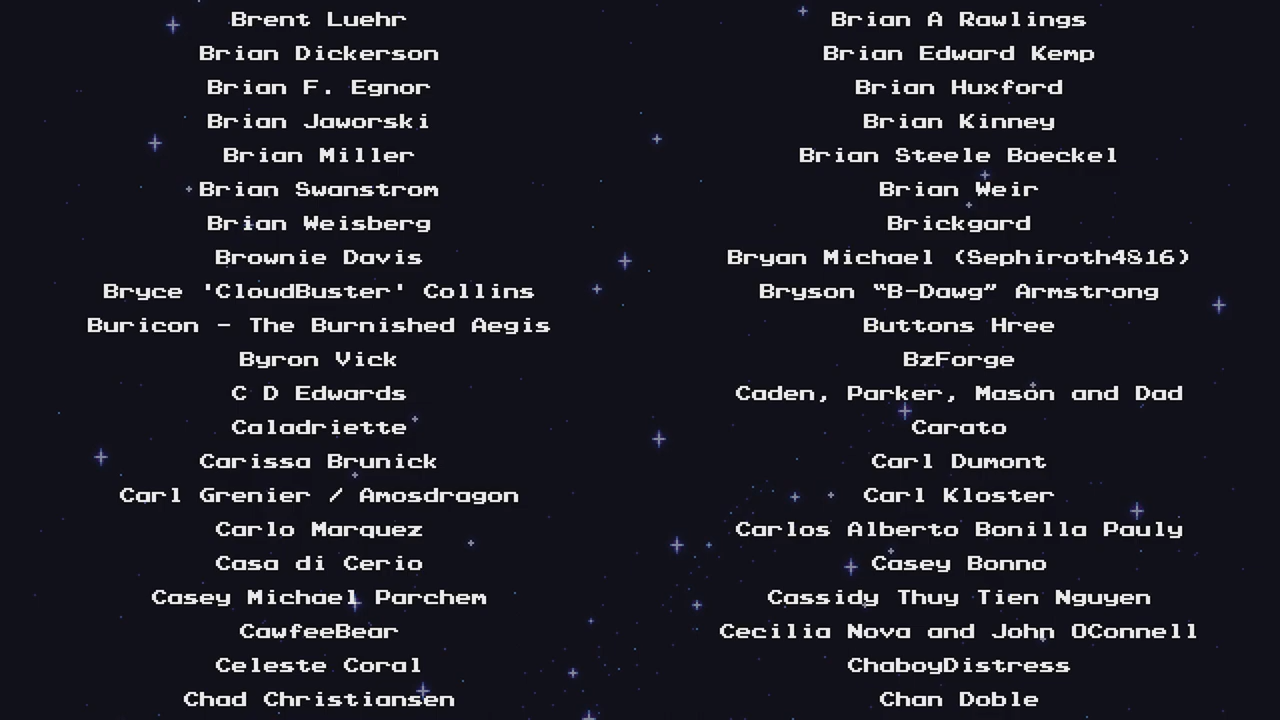 Brent Luehr
Brian A Rawlings
Brian Dickerson
Brian Edward Kemp
Brian F. Egnor
Brian Huxford
Brian Jaworski
Brian Kinney
Brian Miller
Brian Steele Boeckel
Brian Swanstrom
Brian Weir
Brian Weisberg
Brickgard
Brownie Davis
Bryan Michael (Sephiroth4816)
Bryce 'CloudBuster' Collins
Bryson “B-Dawg” Armstrong
Buricon - The Burnished Aegis
Buttons Hree
Byron Vick
BzForge
C D Edwards
Caden, Parker, Mason and Dad
Caladriette
Carato
Carissa Brunick
Carl Dumont
Carl Grenier / Amosdragon
Carl Kloster
Carlo Marquez
Carlos Alberto Bonilla Pauly
Casa di Cerio
Casey Bonno
Casey Michael Parchem
Cassidy Thuy Tien Nguyen
CawfeeBear
Cecilia Nova and John OConnell
Celeste Coral
ChaboyDistress
Chad Christiansen
Chan Doble